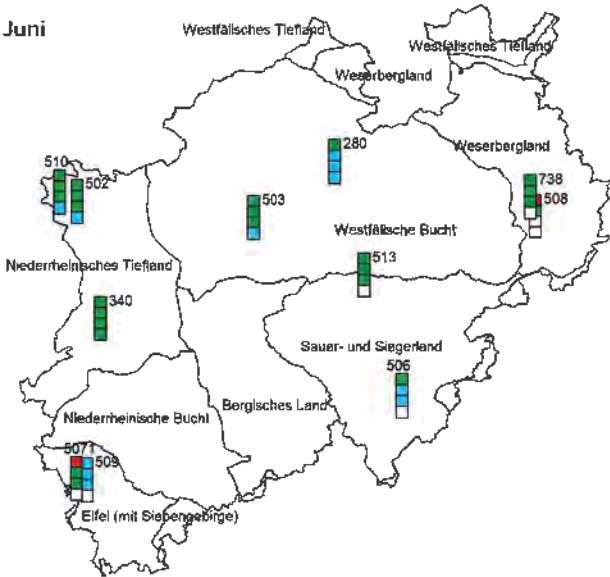 Juni
Westfälisches Tiefland
Westfälisches Tiefland
Weserbergland
280
Weserbergland
510
502
738
508
503
Westfälische Bucht
513
Niederrheinisches Tiefland
340
Sauer- und Siegerland
506
Bergisches Land
Niederrheinische Bucht
5071
509
Eifel (mit Siebengebirge)